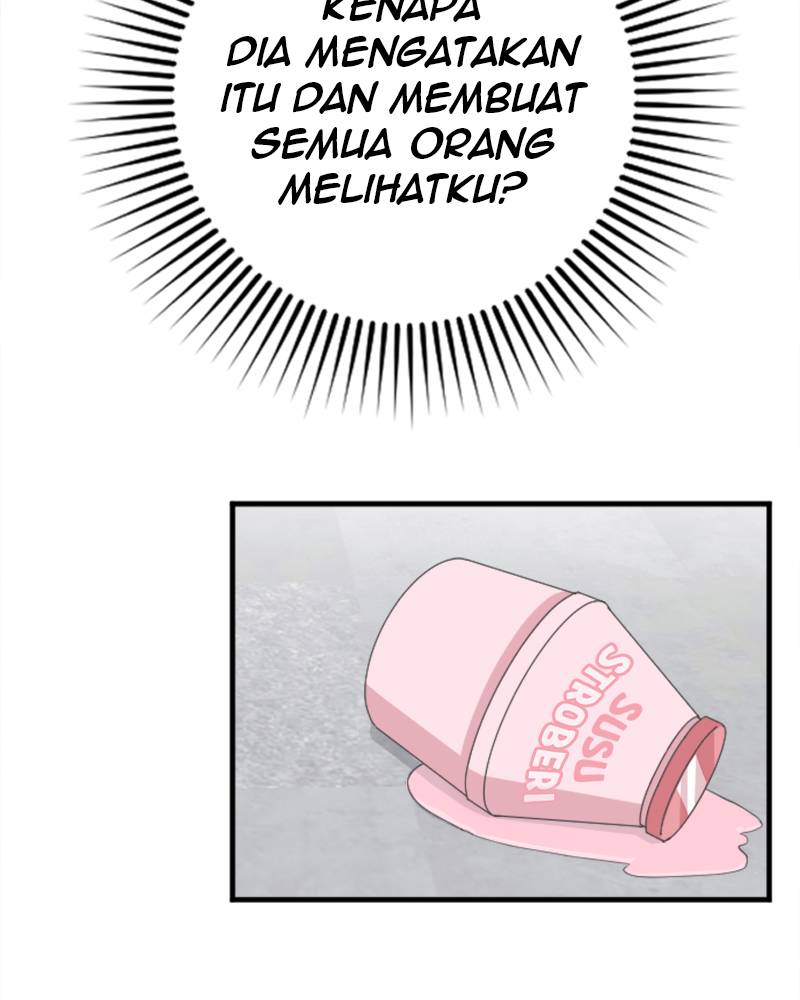 KENAPA
DIA MENGATAKAN
ITU DAN MEMBUAT
SEMUA ORANG
MELIHATKU?
SUSU
STROBERI